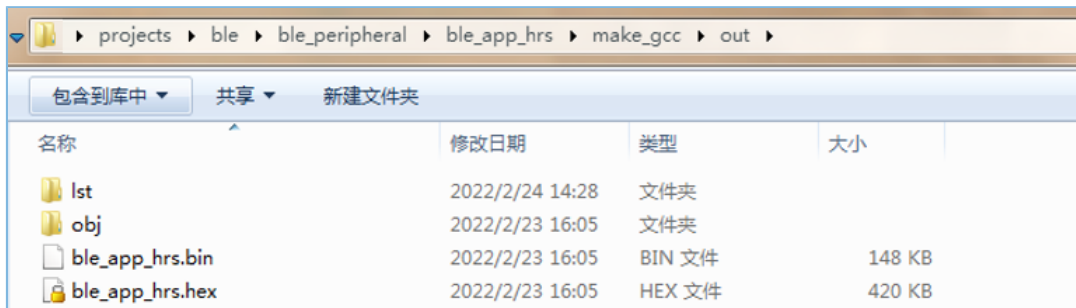 projects ble ble_peripheral ble_app_hrs make_gcc out
包含到库中 共享 新建文件夹
名称 修改日期 类型 大小
lst 2022/2/24 14:28 文件夹
obj 2022/2/23 16:05 文件夹
ble_app_hrs.bin 2022/2/23 16:05 BIN 文件 148 KB
ble_app_hrs.hex 2022/2/23 16:05 HEX 文件 420 KB